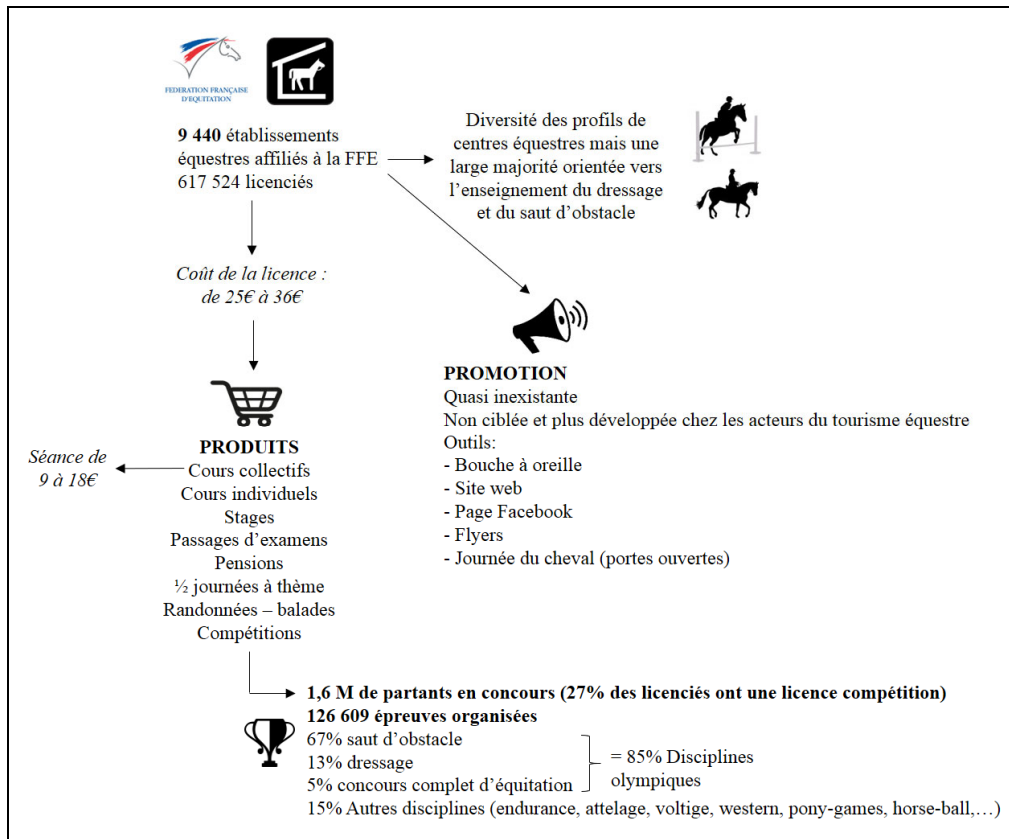 FEDERATION FRANÇAISE
D'EQUITATION
9 440 établissements
équestres affiliés à la FFE
617 524 licenciés
Diversité des profils de
centres équestres mais une
large majorité orientée vers
l'enseignement du dressage
et du saut d'obstacle
Coût de la licence :
de 25€ à 36€
PROMOTION
Quasi inexistante
Non ciblée et plus développée chez les acteurs du tourisme équestre
Outils:
- Bouche à oreille
- Site web
- Page Facebook
- Flyers
- Journée du cheval (portes ouvertes)
Séance de
9 à 18€
PRODUITS
Cours collectifs
Cours individuels
Stages
Passages d'examens
Pensions
½ journées à thème
Randonnées – balades
Compétitions
1,6 M de partants en concours (27% des licenciés ont une licence compétition)
126 609 épreuves organisées
67% saut d'obstacle
13% dressage
5% concours complet d'équitation
= 85% Disciplines
olympiques
15% Autres disciplines (endurance, attelage, voltige, western, pony-games, horse-ball,…)